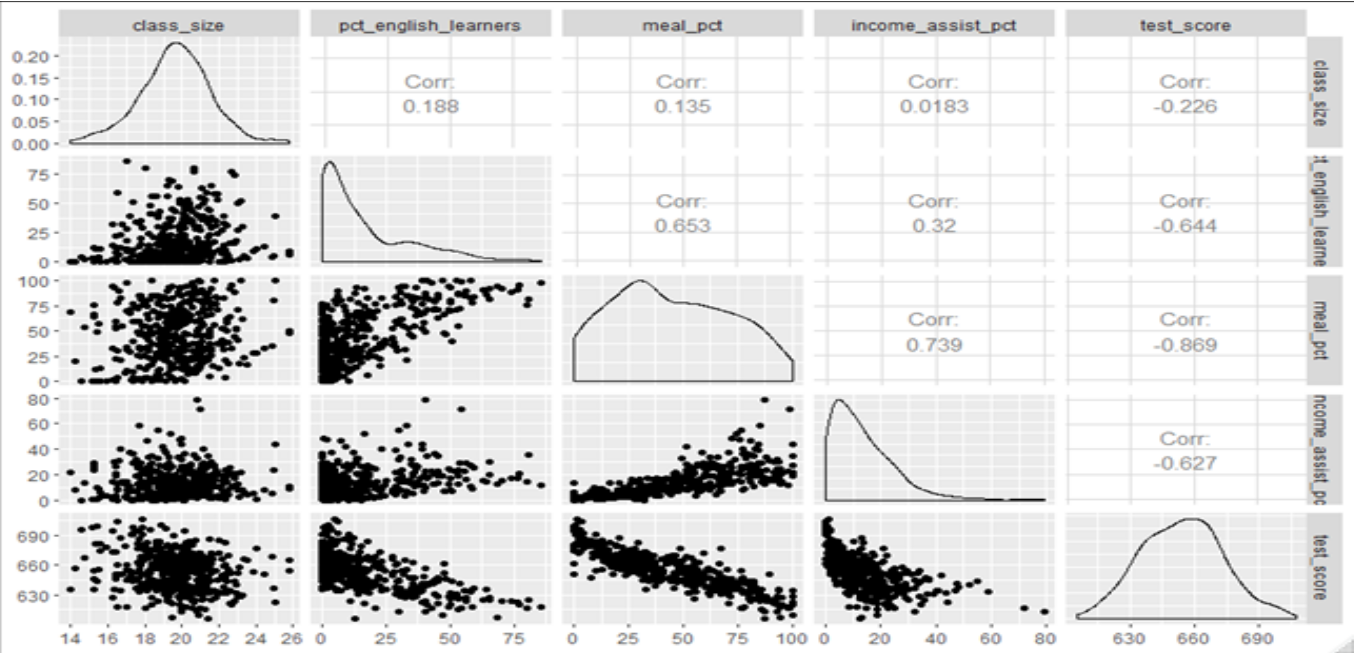 class_size pct_english_learners meal_pct income_assist_pct test_score
0.20
0.15
0.10
0.05
0.00
Corr:
0.188
Corr:
0.135
Corr:
0.0183
Corr:
-0.226
class_size
75
50
25
0
Corr:
0.653
Corr:
0.32
Corr:
-0.644
ct_english_learne
100
75
50
25
0
Corr:
0.739
Corr:
-0.869
meal_pct
80
60
40
20
0
Corr:
-0.627
ncome_assist_pc
690
660
630
test_score
14 16 18 20 22 24 26 0 25 50 75 0 25 50 75 100 0 20 40 60 80 630 660 690